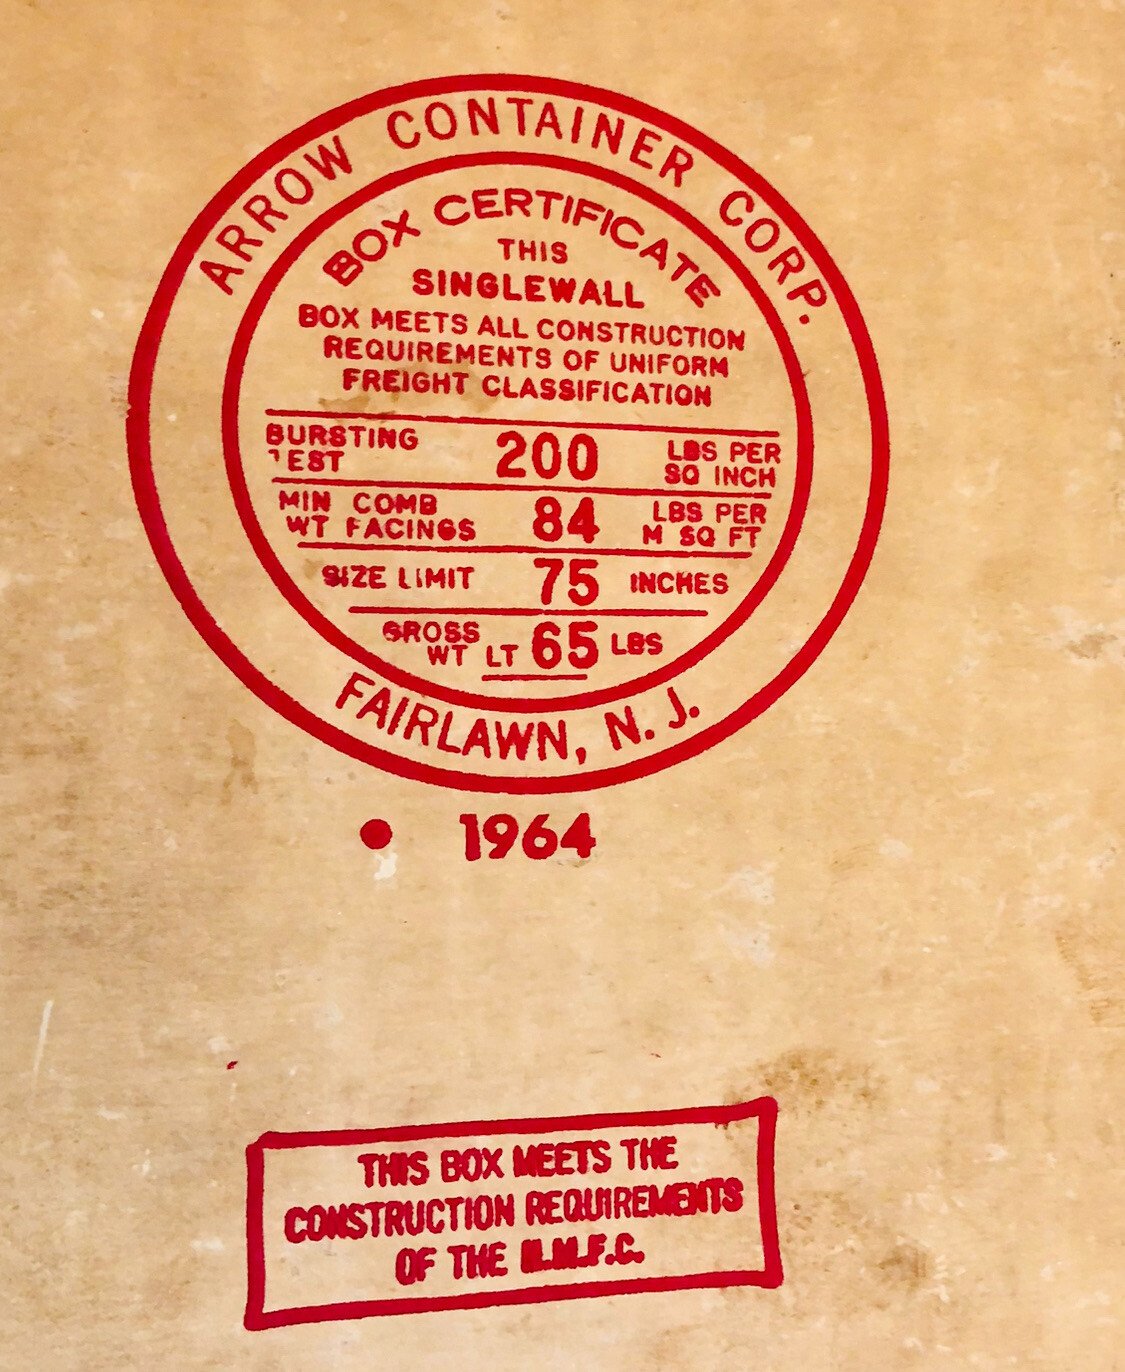 ARROW CONTAINER CORP.
BOX CERTIFICATE
THIS
SINGLEWALL
BOX MEETS ALL CONSTRUCTION
REQUIREMENTS OF UNIFORM
FREIGHT CLASSIFICATION
BURSTING TEST 200 LBS PER SQ INCH
MIN COMB WT FACINGS 84 LBS PER M SQ FT
SIZE LIMIT 75 INCHES
GROSS WT LT 65 LBS
FAIRLAWN, N. J.
• 1964
THIS BOX MEETS THE
CONSTRUCTION REQUIREMENTS
OF THE N.M.F.C.